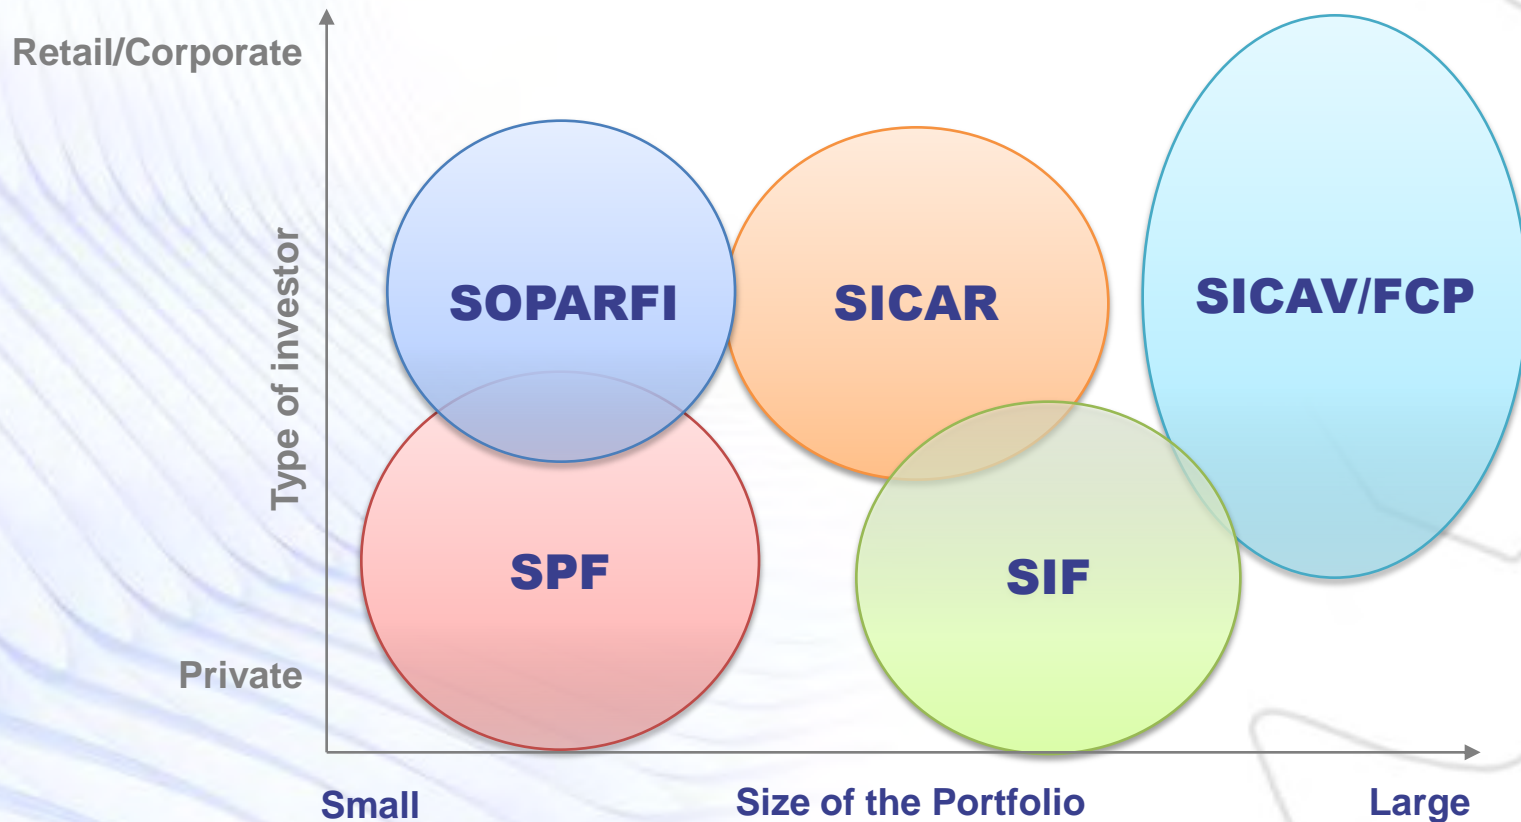 Retail/Corporate
Type of investor
SOPARFI
SICAR
SICAV/FCP
SPF
SIF
Private
Small
Size of the Portfolio
Large